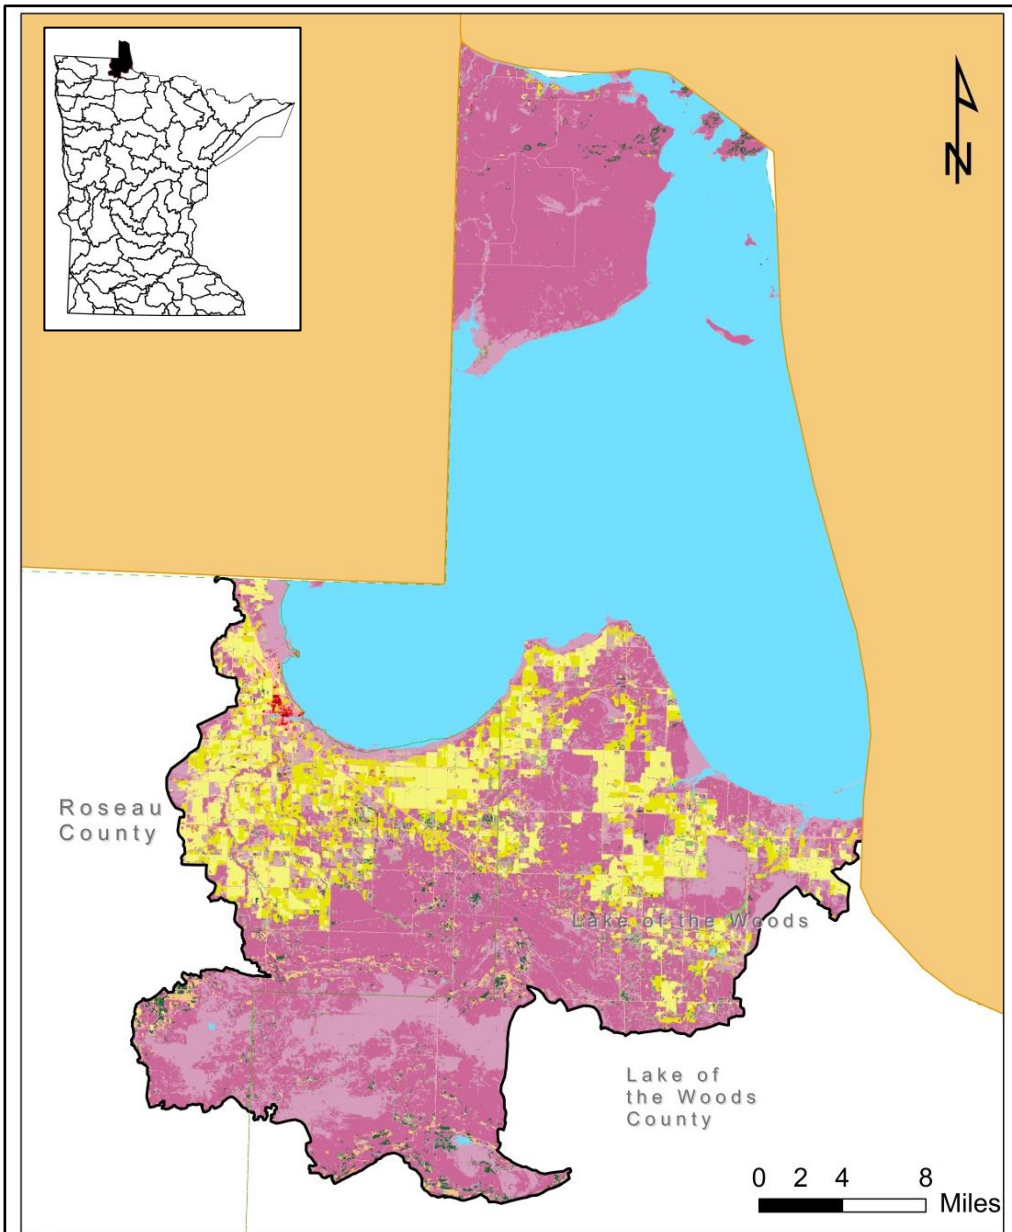 N
Roseau
County
Lake of the Woods
Lake of
the Woods
County
0 2 4 8
Miles